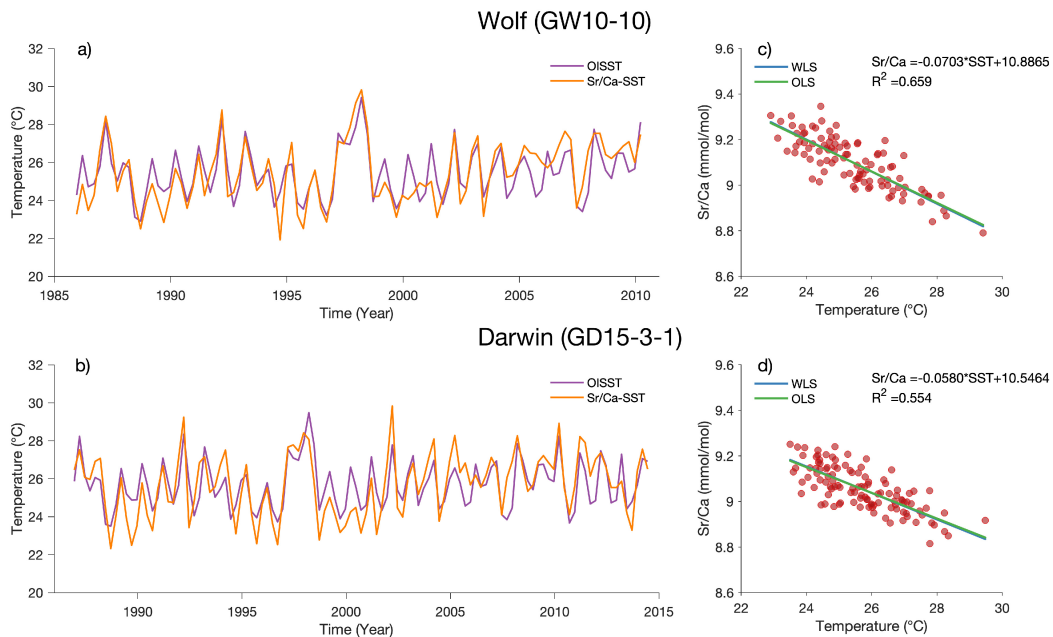 Wolf (GW10-10)
a)
OISST
Sr/Ca-SST
Temperature (°C)
32
30
28
26
24
22
20
1985
1990
1995
2000
2005
2010
Time (Year)
c)
WLS
OLS
Sr/Ca =-0.0703*SST+10.8865
R² =0.659
Sr/Ca (mmol/mol)
9.6
9.4
9.2
9
8.8
8.6
22
24
26
28
30
Temperature (°C)
Darwin (GD15-3-1)
b)
OISST
Sr/Ca-SST
Temperature (°C)
32
30
28
26
24
22
20
1990
1995
2000
2005
2010
2015
Time (Year)
d)
WLS
OLS
Sr/Ca =-0.0580*SST+10.5464
R² =0.554
Sr/Ca (mmol/mol)
9.6
9.4
9.2
9
8.8
8.6
22
24
26
28
30
Temperature (°C)